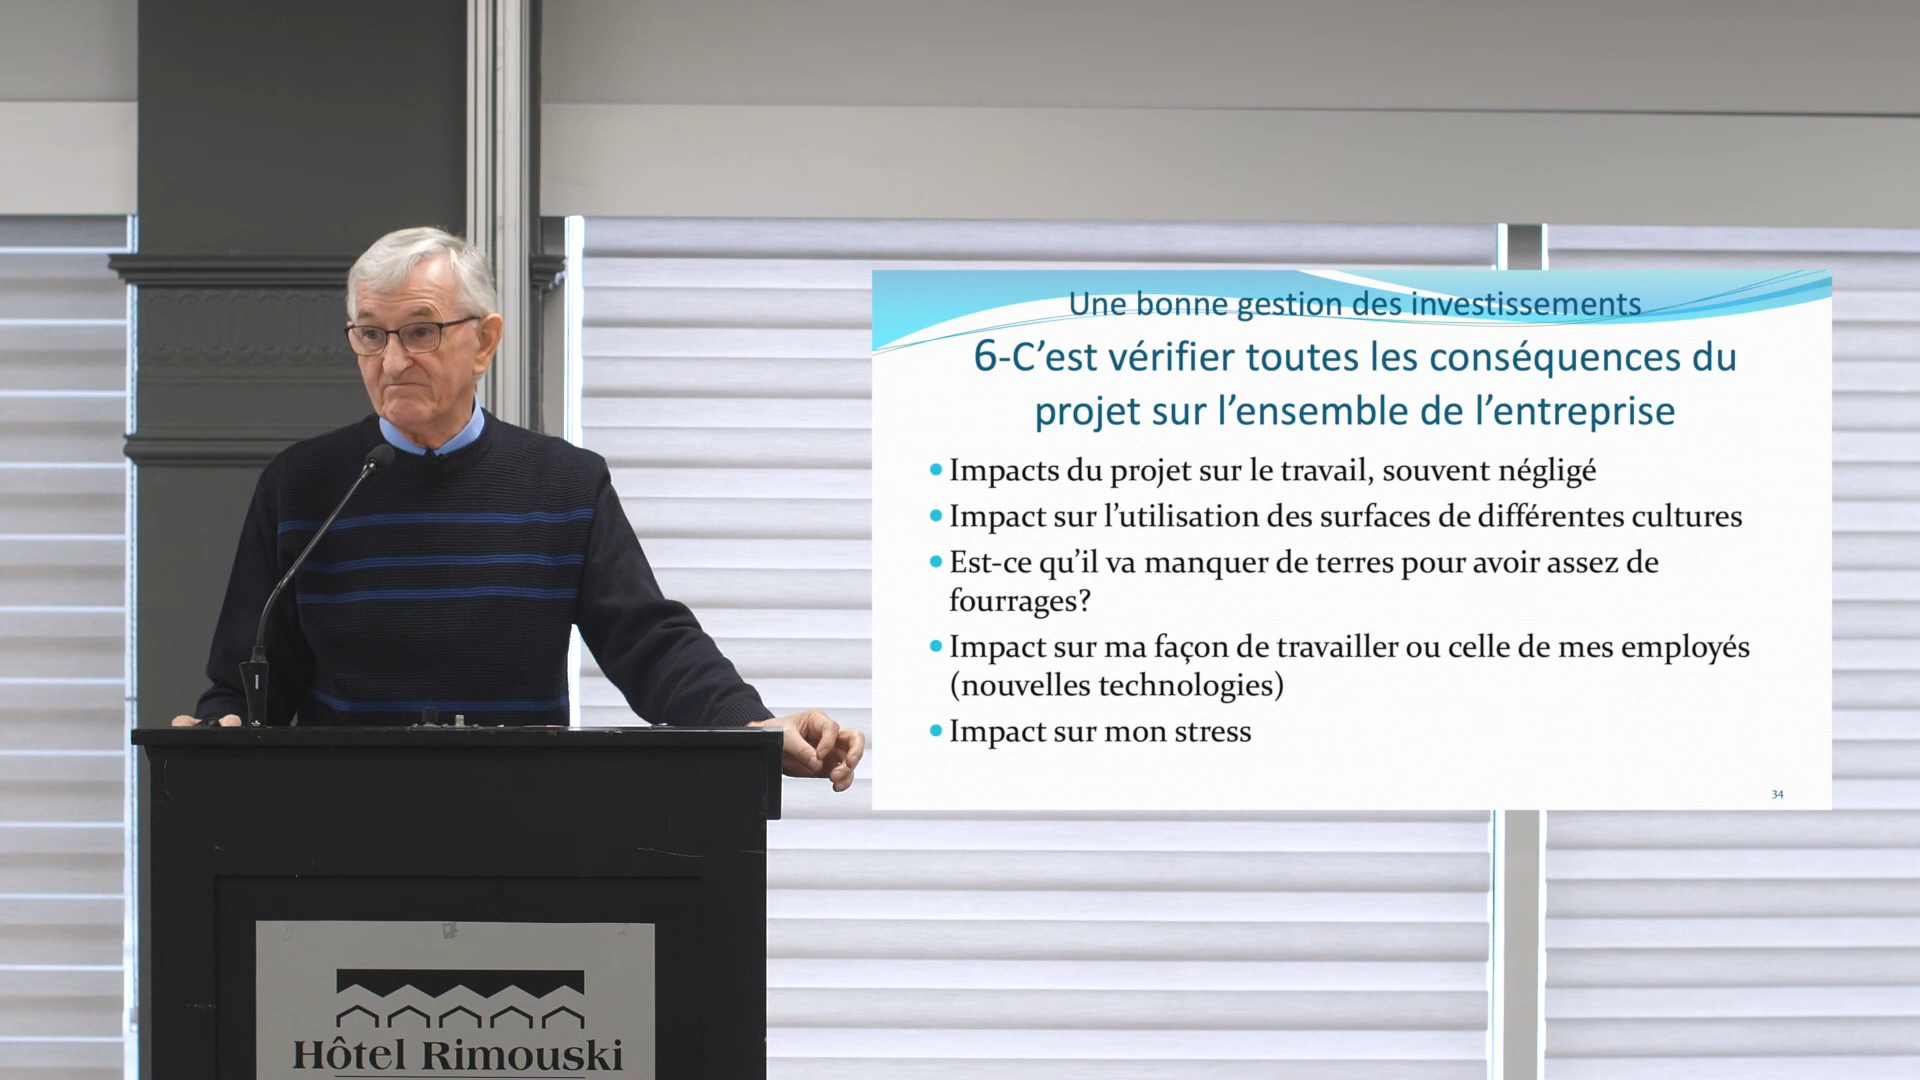 Une bonne gestion des investissements
6-C’est vérifier toutes les conséquences du
projet sur l’ensemble de l’entreprise
• Impacts du projet sur le travail, souvent négligé
• Impact sur l’utilisation des surfaces de différentes cultures
• Est-ce qu’il va manquer de terres pour avoir assez de
fourrages?
• Impact sur ma façon de travailler ou celle de mes employés
(nouvelles technologies)
• Impact sur mon stress
34
Hôtel Rimouski